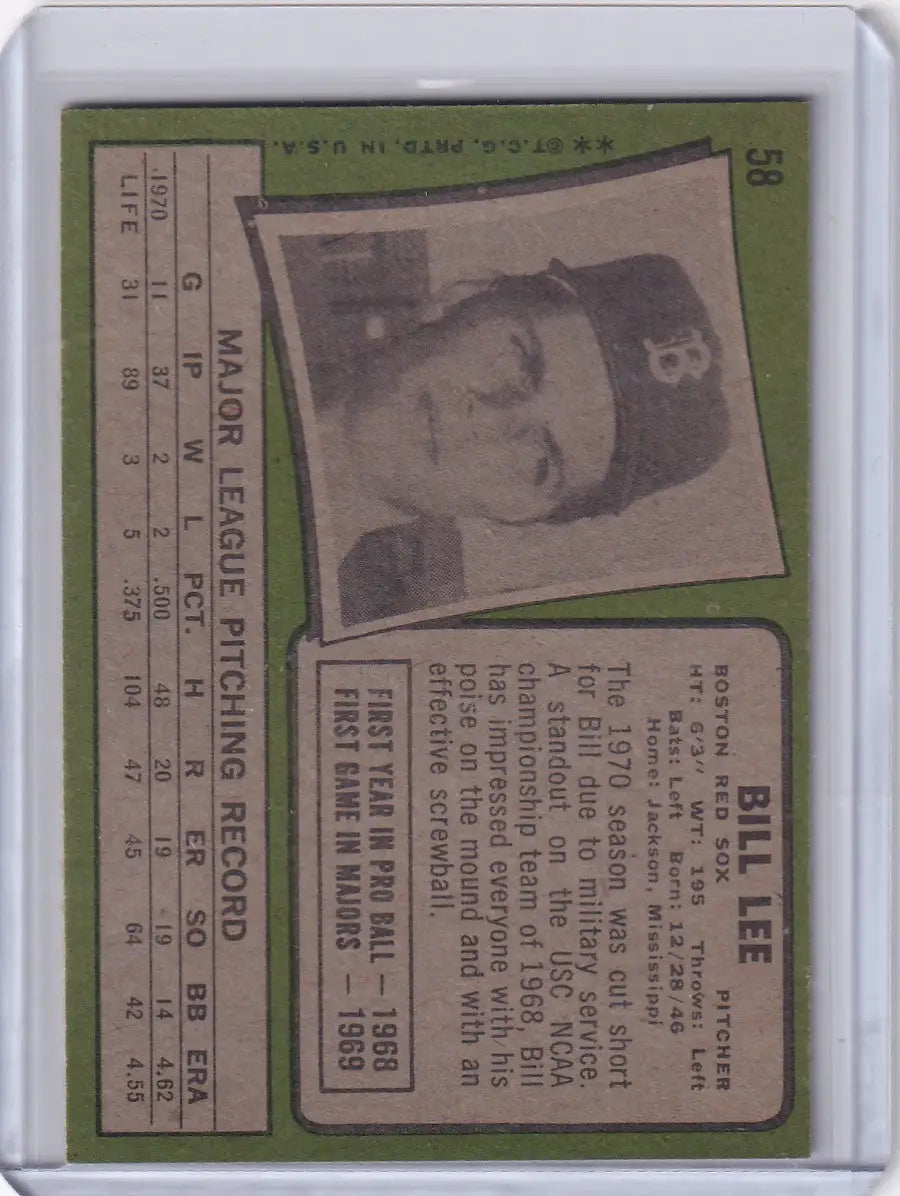 58
** ©T.C.G. PRTD. IN U.S.A.
B
BILL LEE
BOSTON RED SOX PITCHER
HT: 6'3" WT: 195 Throws: Left
Bats: Left Born: 12/28/46
Home: Jackson, Mississippi
The 1970 season was cut short
for Bill due to military service.
A standout on the USC NCAA
championship team of 1968, Bill
has impressed everyone with his
poise on the mound and with an
effective screwball.
FIRST YEAR IN PRO BALL — 1968
FIRST GAME IN MAJORS — 1969
MAJOR LEAGUE PITCHING RECORD
G IP W L PCT. H R ER SO BB ERA
1970 11 37 2 2 .500 48 20 19 19 14 4.62
LIFE 31 89 3 5 .375 104 47 45 64 42 4.55